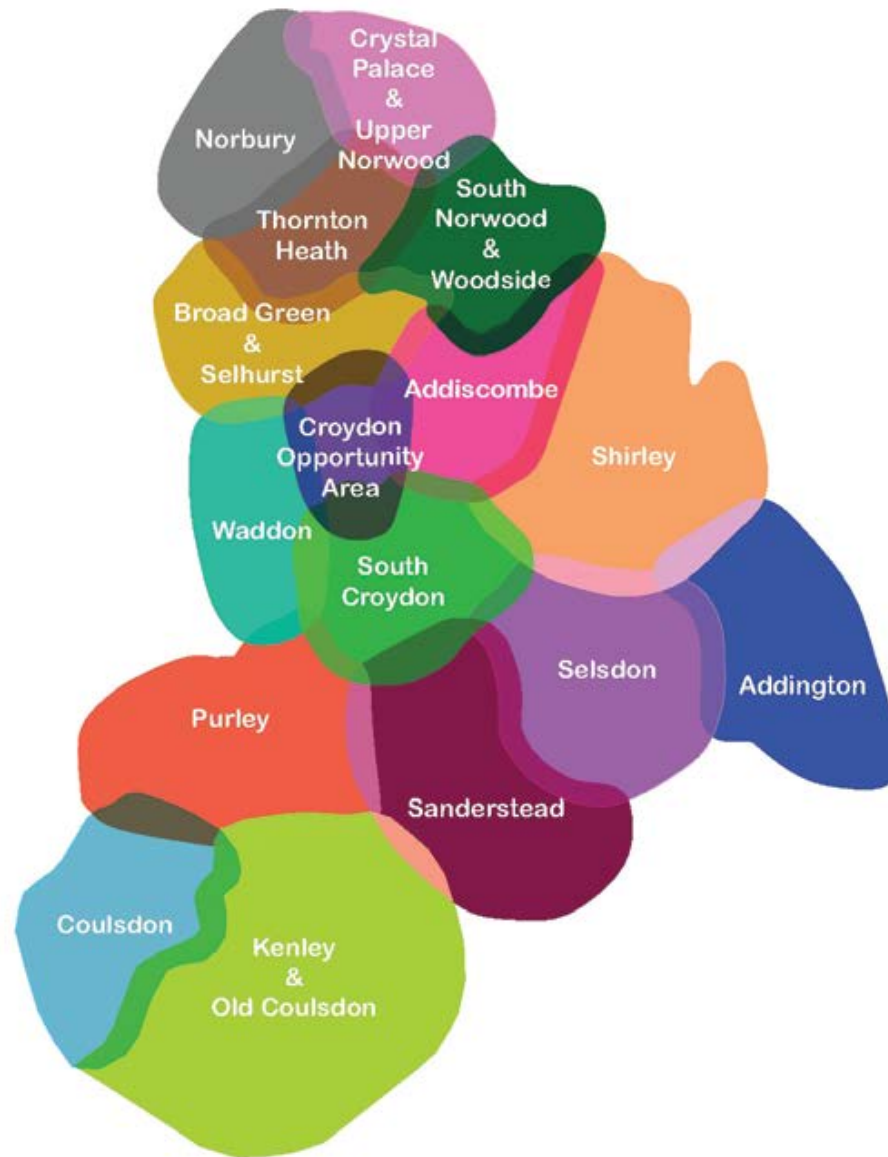 Crystal
Palace
&
Upper
Norwood
Norbury
South
Norwood
&
Woodside
Thornton
Heath
Broad Green
&
Selhurst
Addiscombe
Croydon
Opportunity
Area
Shirley
Waddon
South
Croydon
Selsdon
Addington
Purley
Sanderstead
Coulsdon
Kenley
&
Old Coulsdon